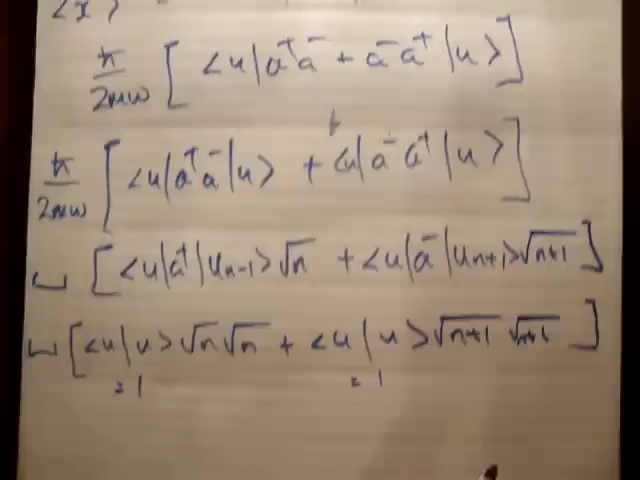 <x>
ħ/2mω [ <u|a⁺a⁻ + a⁻a⁺|u> ]
ħ/2mω [ <u|a⁺a⁻|u> + <u|a⁻a⁺|u> ]
[ <u|a⁺|uₙ₋₁>√n + <u|a⁻|uₙ₊₁>√n+1 ]
[ <u|u>√n√n + <u|u>√n+1 √n+1 ]
= 1 = 1